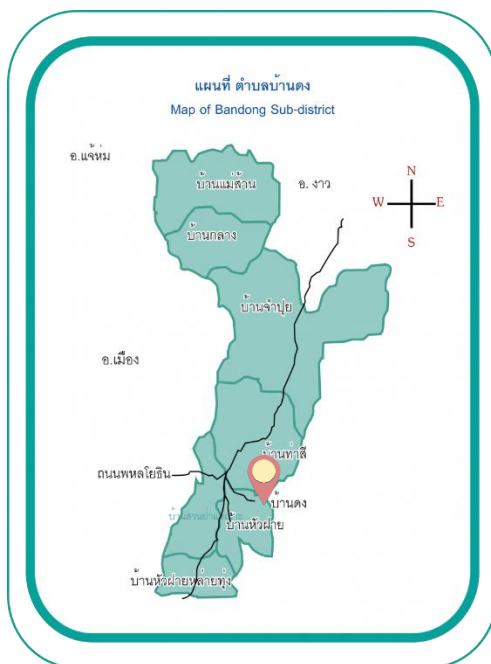 แผนที่ ตำบลบ้านดง
Map of Bandong Sub-district
อ.แจ้ห่ม
บ้านแม่ส้าน
อ. งาว
N
W
E
S
บ้านกลาง
บ้านจำปุย
อ.เมือง
บ้านท่าสี
ถนนพหลโยธิน
บ้านดง
บ้านหัวฝาย
บ้านหัวฝายหล่ายทุ่ง